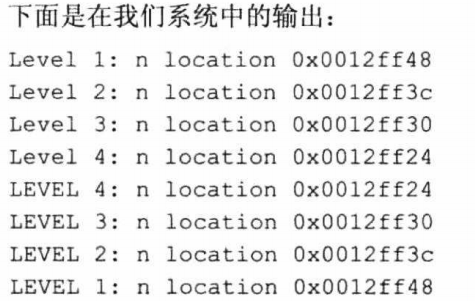 下面是在我们系统中的输出：
Level 1: n location 0x0012ff48
Level 2: n location 0x0012ff3c
Level 3: n location 0x0012ff30
Level 4: n location 0x0012ff24
LEVEL 4: n location 0x0012ff24
LEVEL 3: n location 0x0012ff30
LEVEL 2: n location 0x0012ff3c
LEVEL 1: n location 0x0012ff48